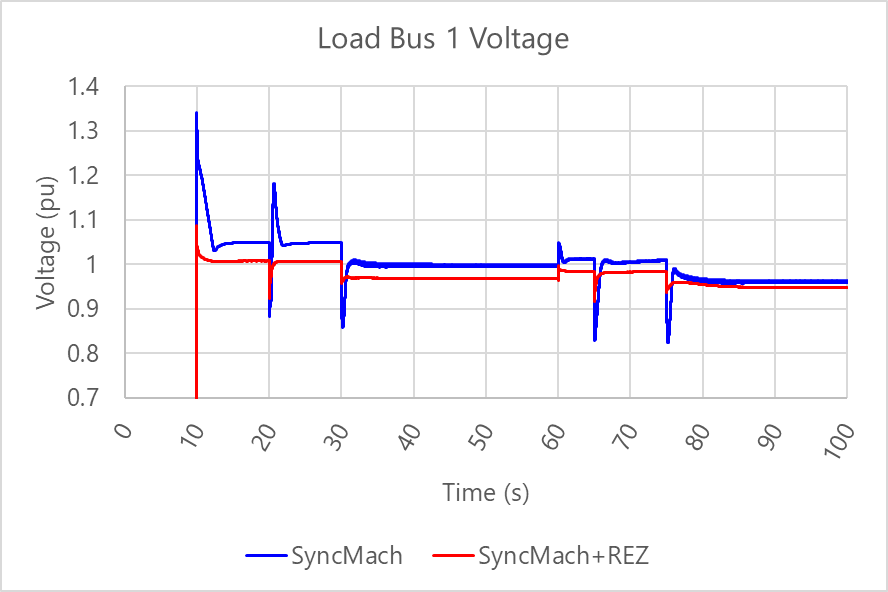 Load Bus 1 Voltage
1.4
1.3
1.2
1.1
1
0.9
0.8
0.7
Voltage (pu)
0 10 20 30 40 50 60 70 80 90 100
Time (s)
SyncMach SyncMach+REZ